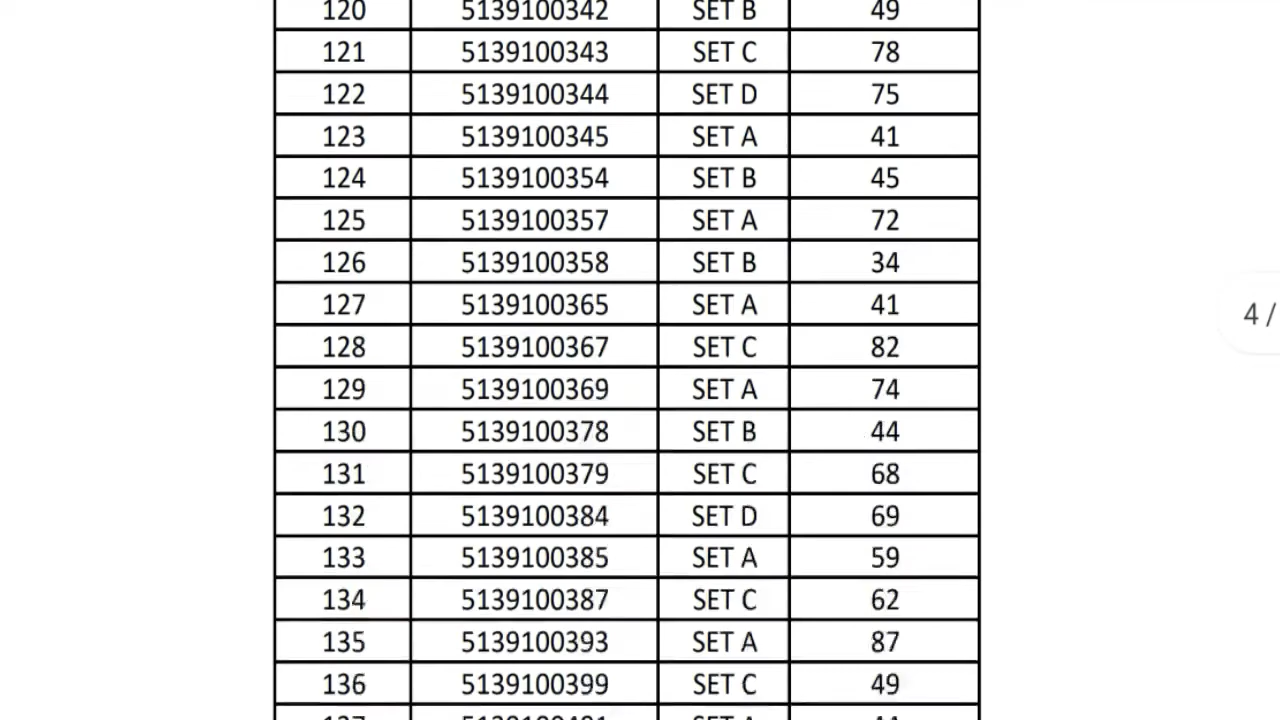 120 5139100342 SET B 49
121 5139100343 SET C 78
122 5139100344 SET D 75
123 5139100345 SET A 41
124 5139100354 SET B 45
125 5139100357 SET A 72
126 5139100358 SET B 34
127 5139100365 SET A 41
128 5139100367 SET C 82
129 5139100369 SET A 74
130 5139100378 SET B 44
131 5139100379 SET C 68
132 5139100384 SET D 69
133 5139100385 SET A 59
134 5139100387 SET C 62
135 5139100393 SET A 87
136 5139100399 SET C 49
4 /